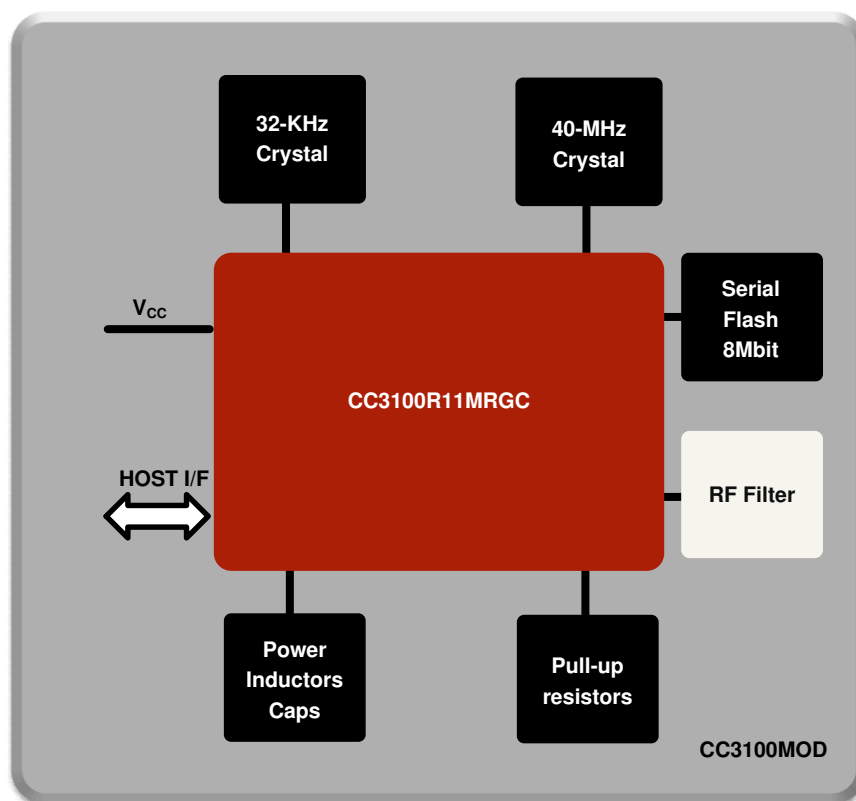 32-KHz
Crystal
40-MHz
Crystal
V_CC
Serial
Flash
8Mbit
CC3100R11MRGC
HOST I/F
RF Filter
Power
Inductors
Caps
Pull-up
resistors
CC3100MOD